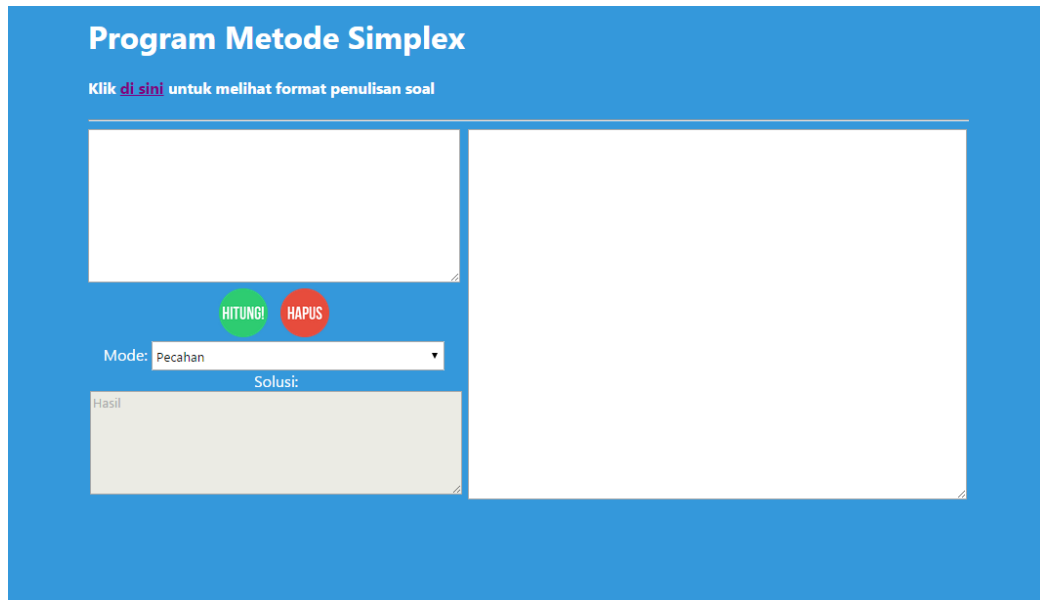 Program Metode Simplex
Klik di sini untuk melihat format penulisan soal
HITUNG! HAPUS
Mode: Pecahan
Solusi:
Hasil